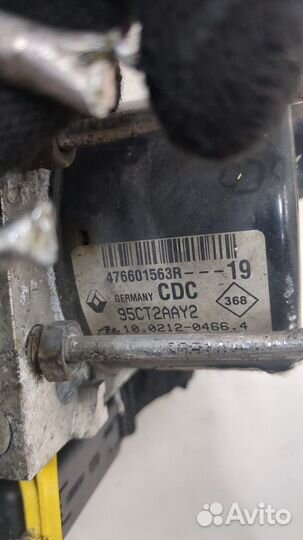 476601563R---19
GERMANY CDC
368
95CT2AAY2
10.0212-0466.4
Avito